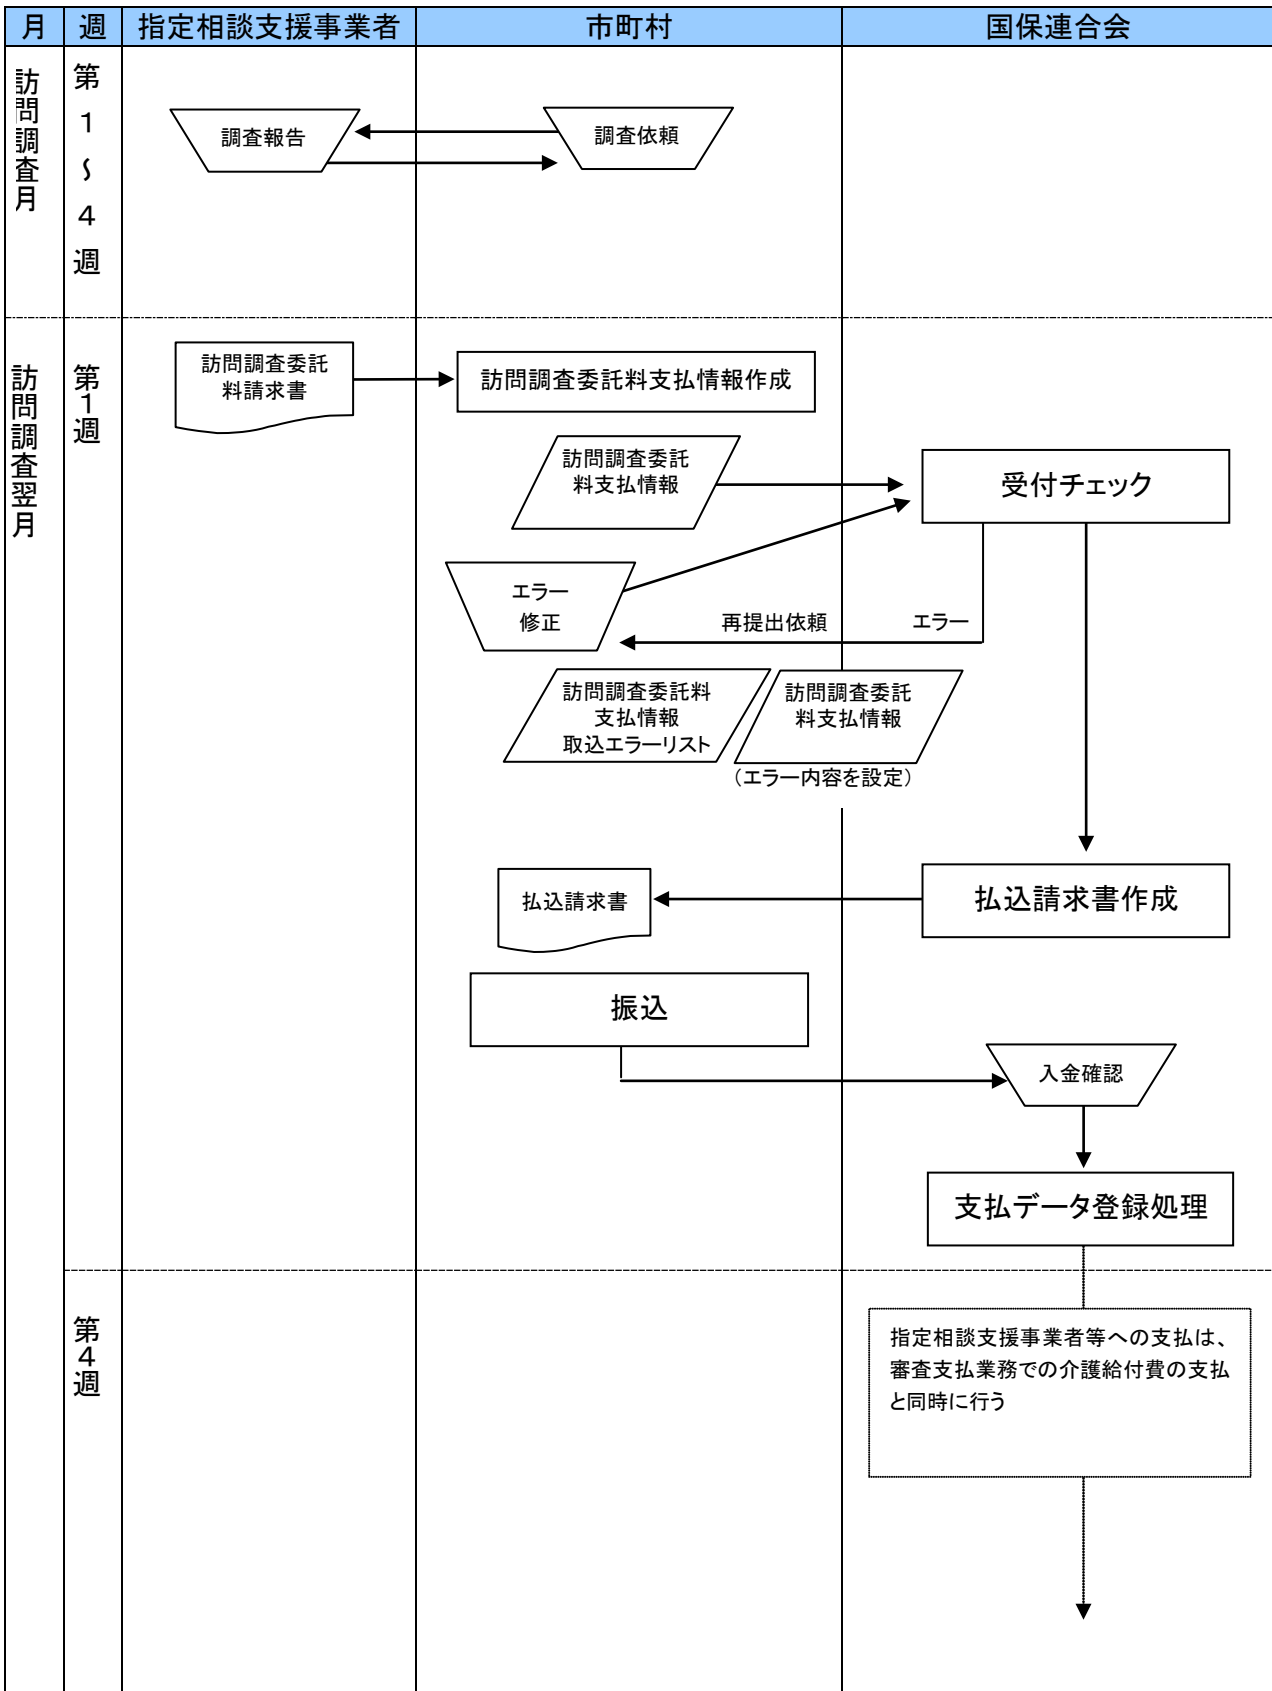 月
週
指定相談支援事業者
市町村
国保連合会
訪問調査月
第1～4週
調査報告
調査依頼
訪問調査翌月
第1週
訪問調査委託
料請求書
訪問調査委託料支払情報作成
訪問調査委託
料支払情報
受付チェック
エラー
修正
再提出依頼
エラー
訪問調査委託料
支払情報
取込エラーリスト
訪問調査委託
料支払情報
（エラー内容を設定）
払込請求書
払込請求書作成
振込
入金確認
支払データ登録処理
第4週
指定相談支援事業者等への支払は、
審査支払業務での介護給付費の支払
と同時に行う